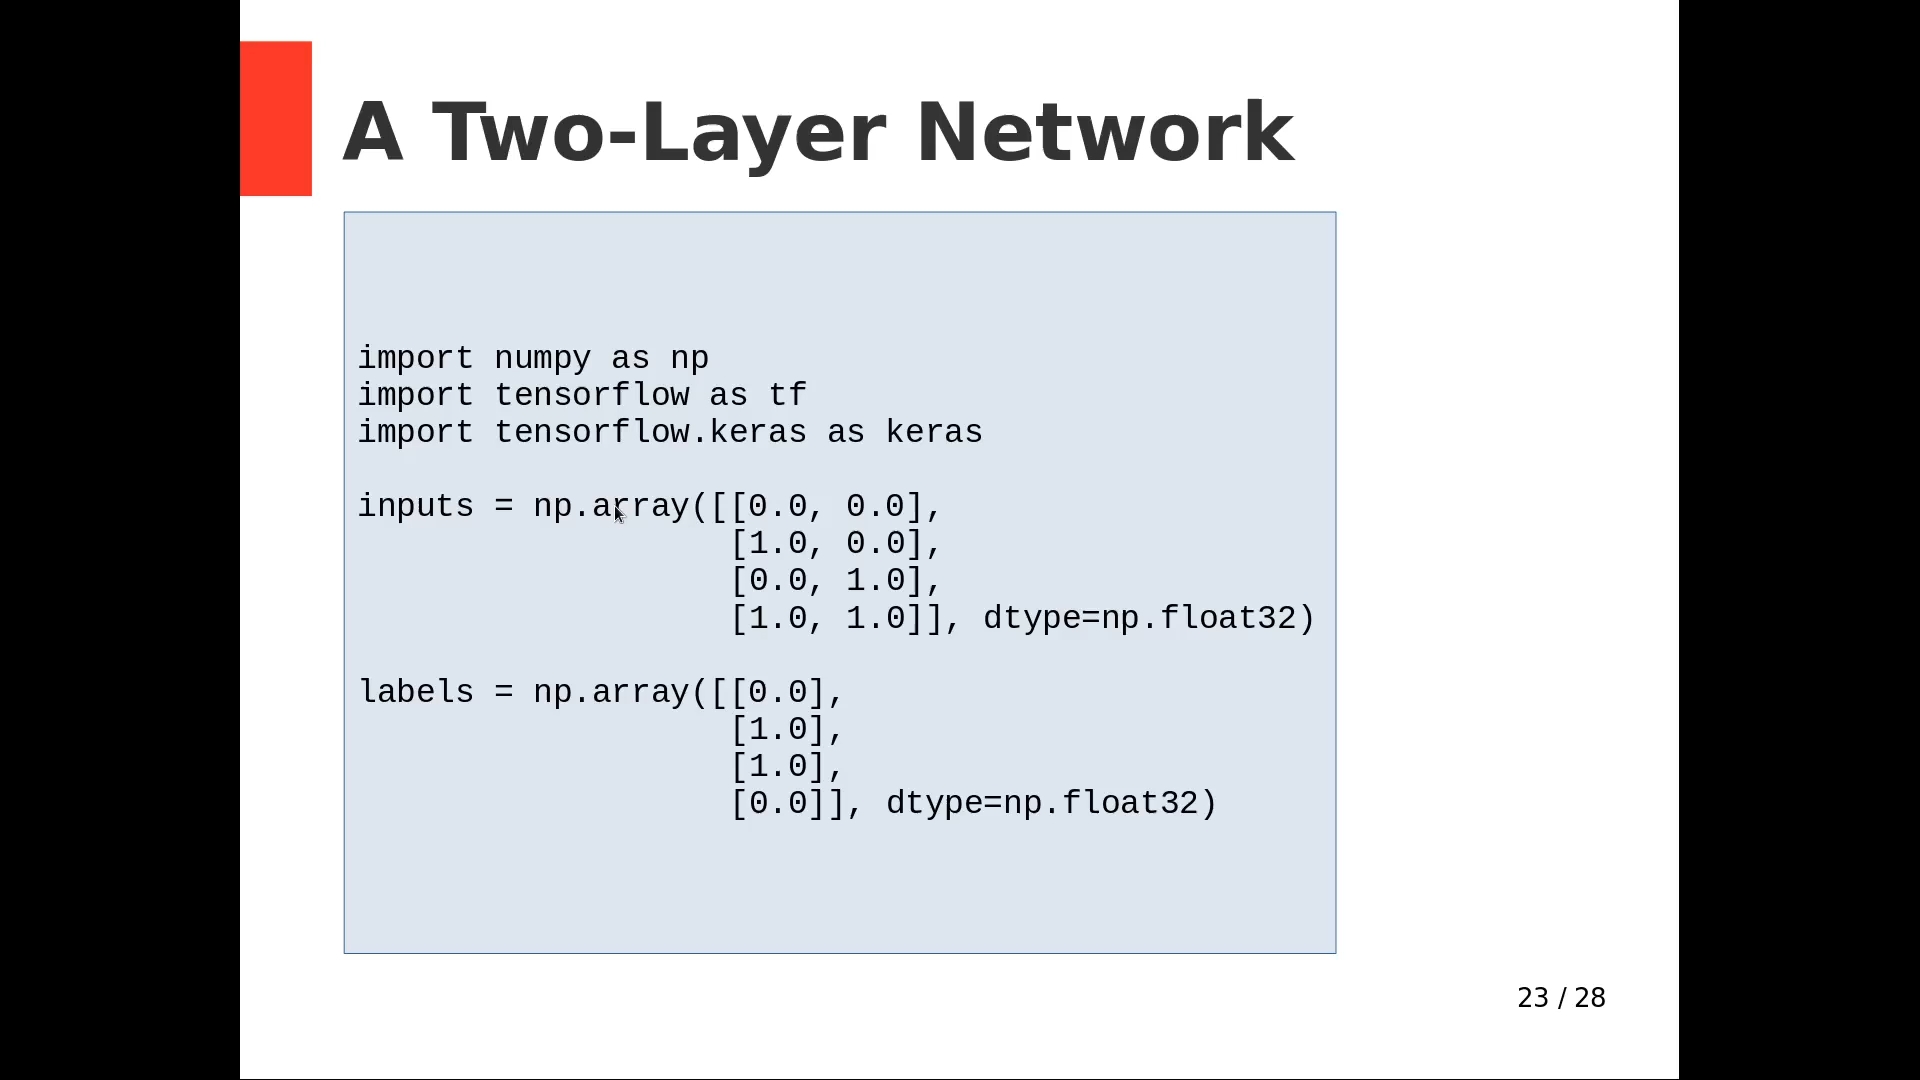 A Two-Layer Network
import numpy as np
import tensorflow as tf
import tensorflow.keras as keras
inputs = np.array([[0.0, 0.0],
[1.0, 0.0],
[0.0, 1.0],
[1.0, 1.0]], dtype=np.float32)
labels = np.array([[0.0],
[1.0],
[1.0],
[0.0]], dtype=np.float32)
23 / 28